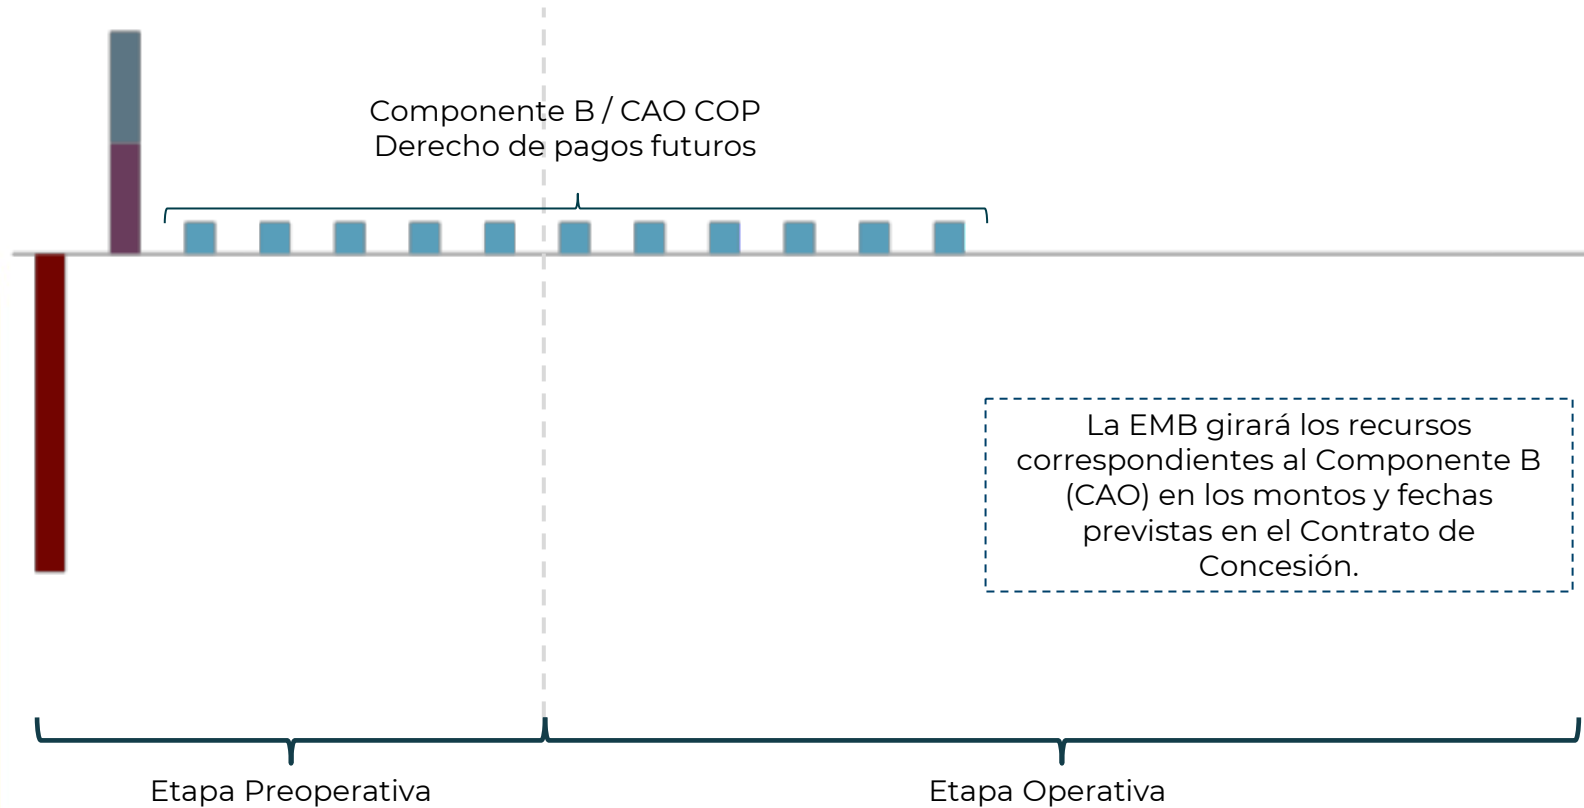 Componente B / CAO COP
Derecho de pagos futuros
La EMB girará los recursos
correspondientes al Componente B
(CAO) en los montos y fechas
previstas en el Contrato de
Concesión.
Etapa Preoperativa
Etapa Operativa